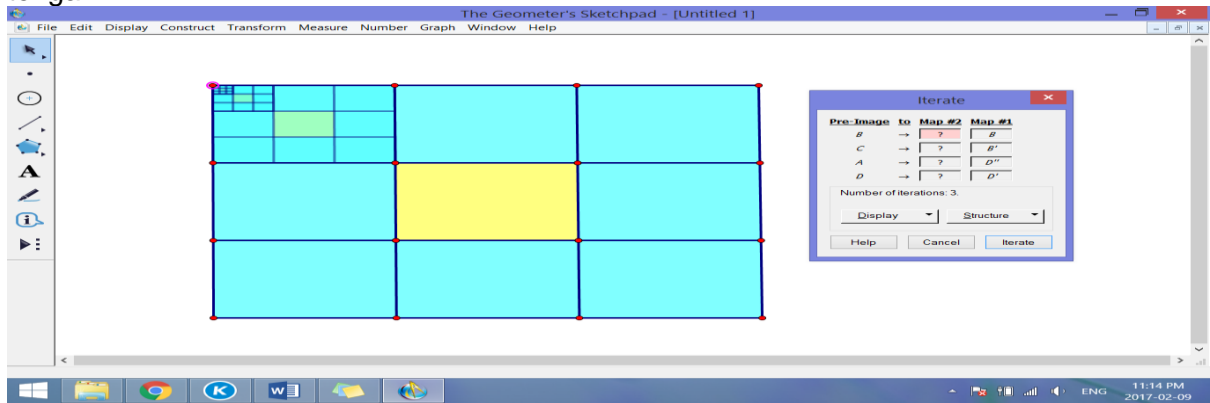 The Geometer's Sketchpad - [Untitled 1]
File Edit Display Construct Transform Measure Number Graph Window Help
A
Iterate
Pre-Image to Map #2 Map #1
B → ? B
C → ? B'
A → ? D''
D → ? D'
Number of iterations: 3.
Display Structure
Help Cancel Iterate
K
W
ENG
11:14 PM
2017-02-09